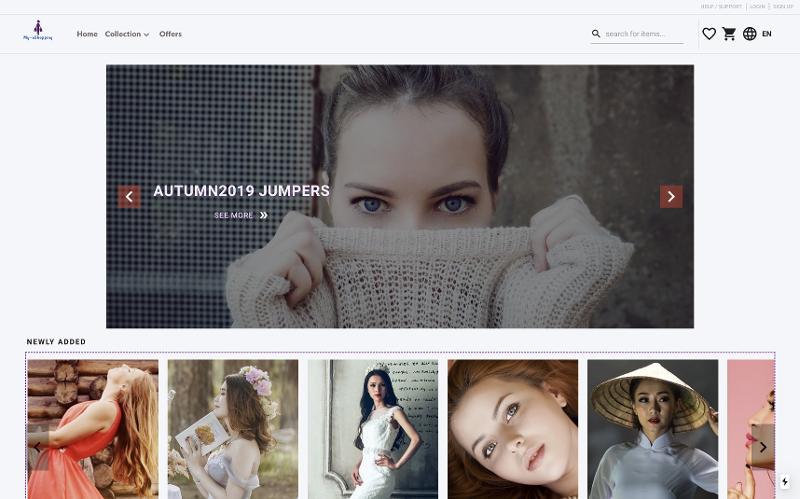 HELP / SUPPORT | LOGIN | SIGN UP
My-eShopping
Home Collection Offers
search for items...
EN
AUTUMN2019 JUMPERS
SEE MORE
NEWLY ADDED